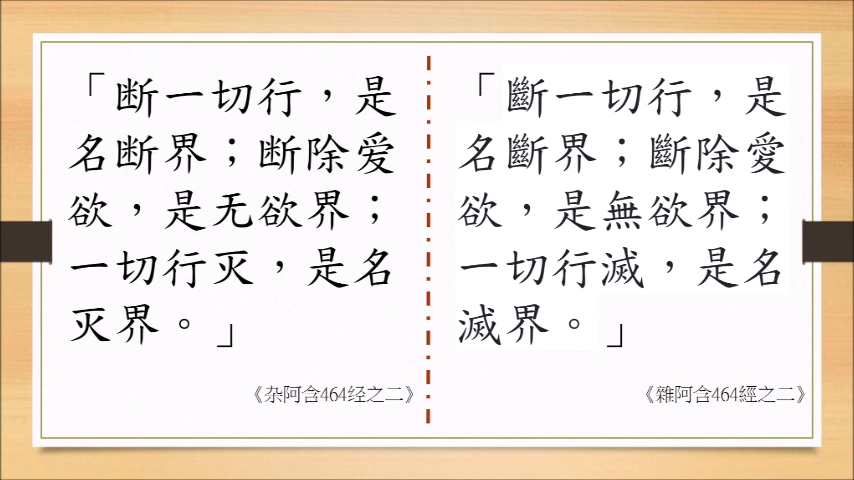 「断一切行，是
名断界；断除爱
欲，是无欲界；
一切行灭，是名
灭界。」
《杂阿含464经之二》
「斷一切行，是
名斷界；斷除愛
欲，是無欲界；
一切行滅，是名
滅界。」
《雜阿含464經之二》